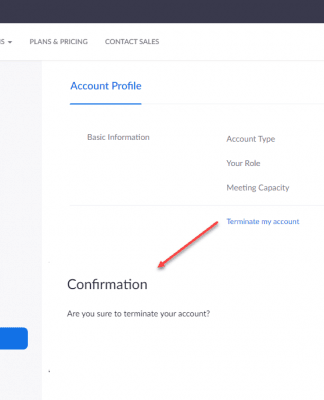 PLANS & PRICING CONTACT SALES
Account Profile
Basic Information
Account Type
Your Role
Meeting Capacity
Terminate my account
Confirmation
Are you sure to terminate your account?